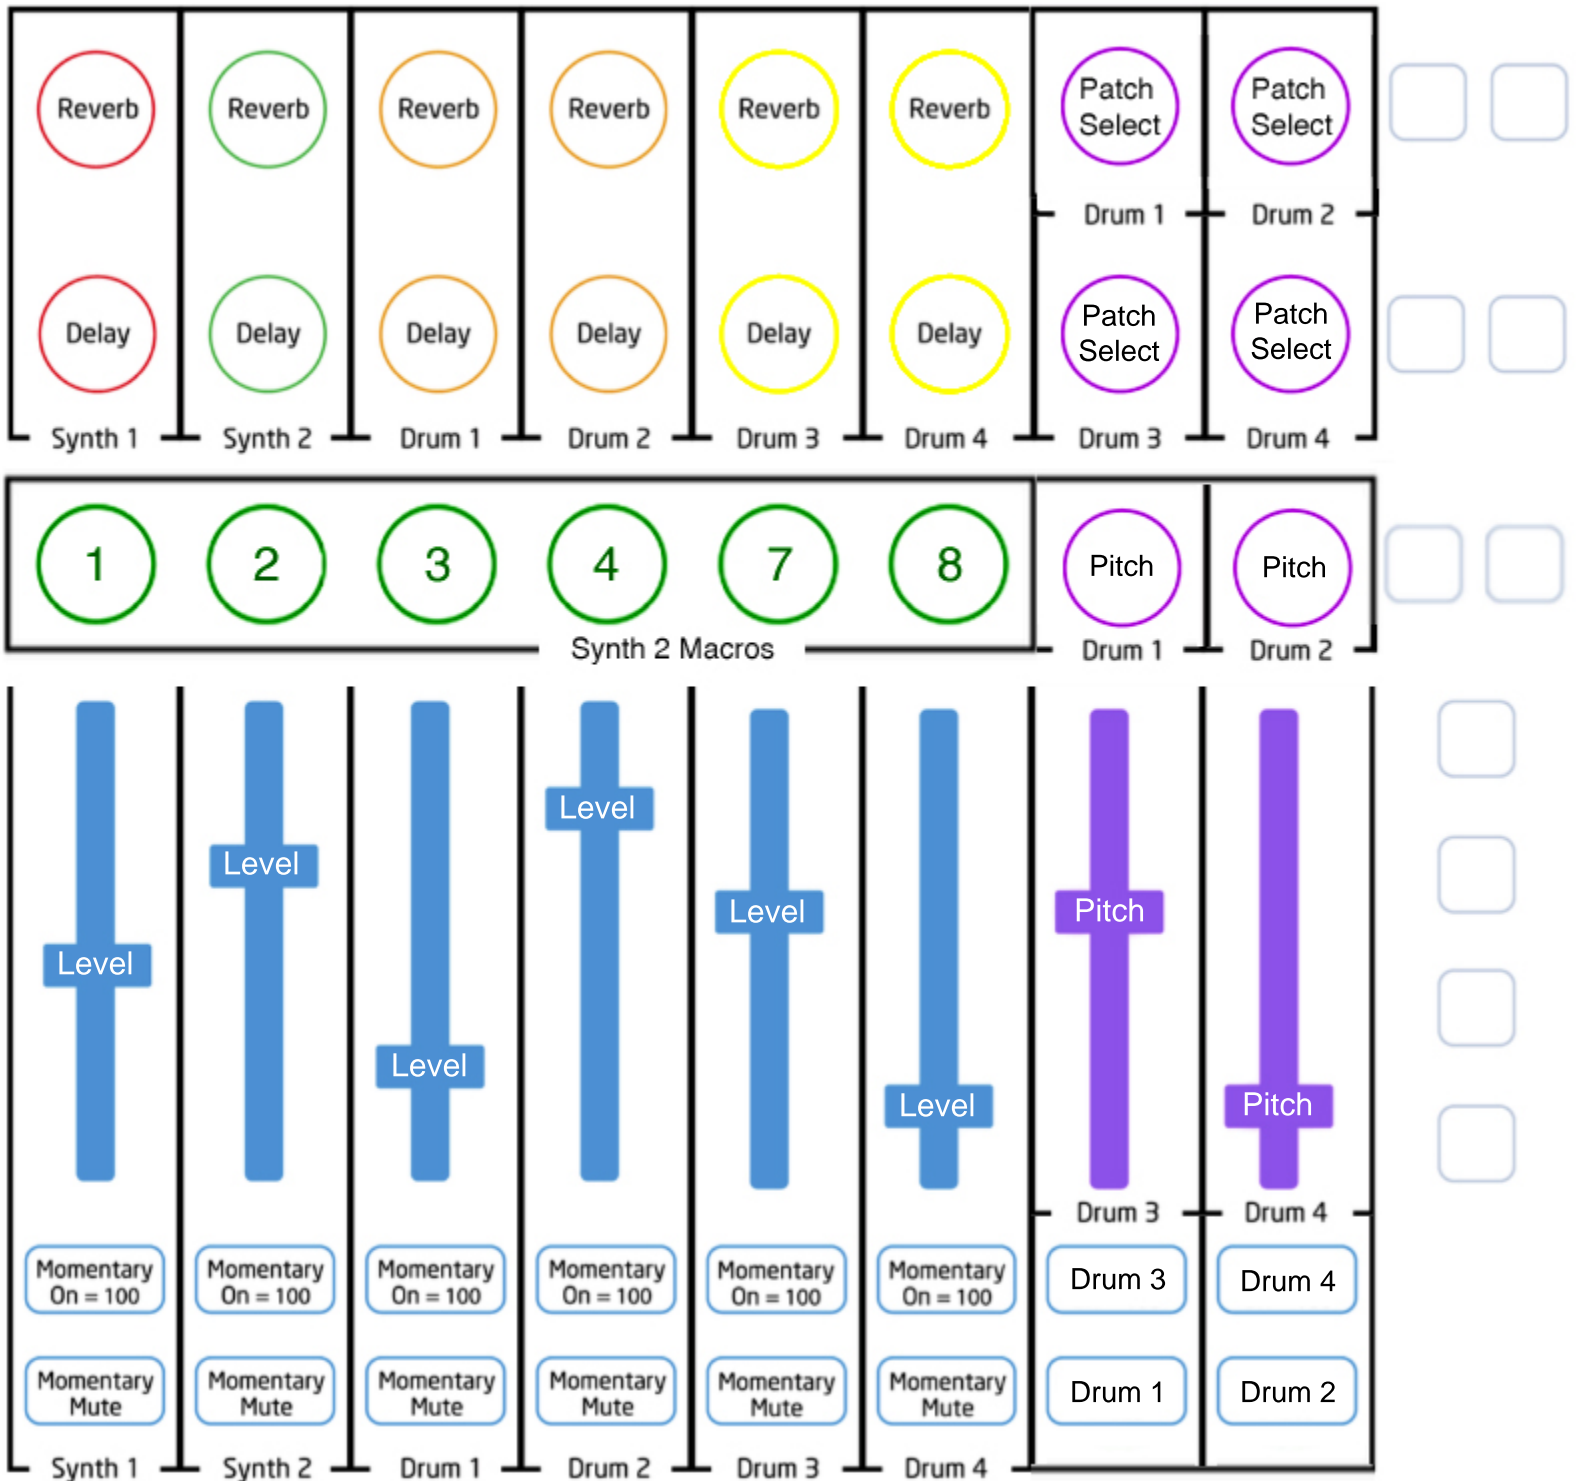 Reverb Reverb Reverb Reverb Reverb Reverb Patch Select Patch Select
Drum 1 Drum 2
Delay Delay Delay Delay Delay Delay Patch Select Patch Select
Synth 1 Synth 2 Drum 1 Drum 2 Drum 3 Drum 4 Drum 3 Drum 4
1 2 3 4 7 8 Pitch Pitch
Synth 2 Macros Drum 1 Drum 2
Level Level Level Level Level Level Pitch Pitch
Drum 3 Drum 4
Momentary Momentary Momentary Momentary Momentary Momentary Drum 3 Drum 4
On = 100 On = 100 On = 100 On = 100 On = 100 On = 100
Momentary Momentary Momentary Momentary Momentary Momentary Drum 1 Drum 2
Mute Mute Mute Mute Mute Mute
Synth 1 Synth 2 Drum 1 Drum 2 Drum 3 Drum 4